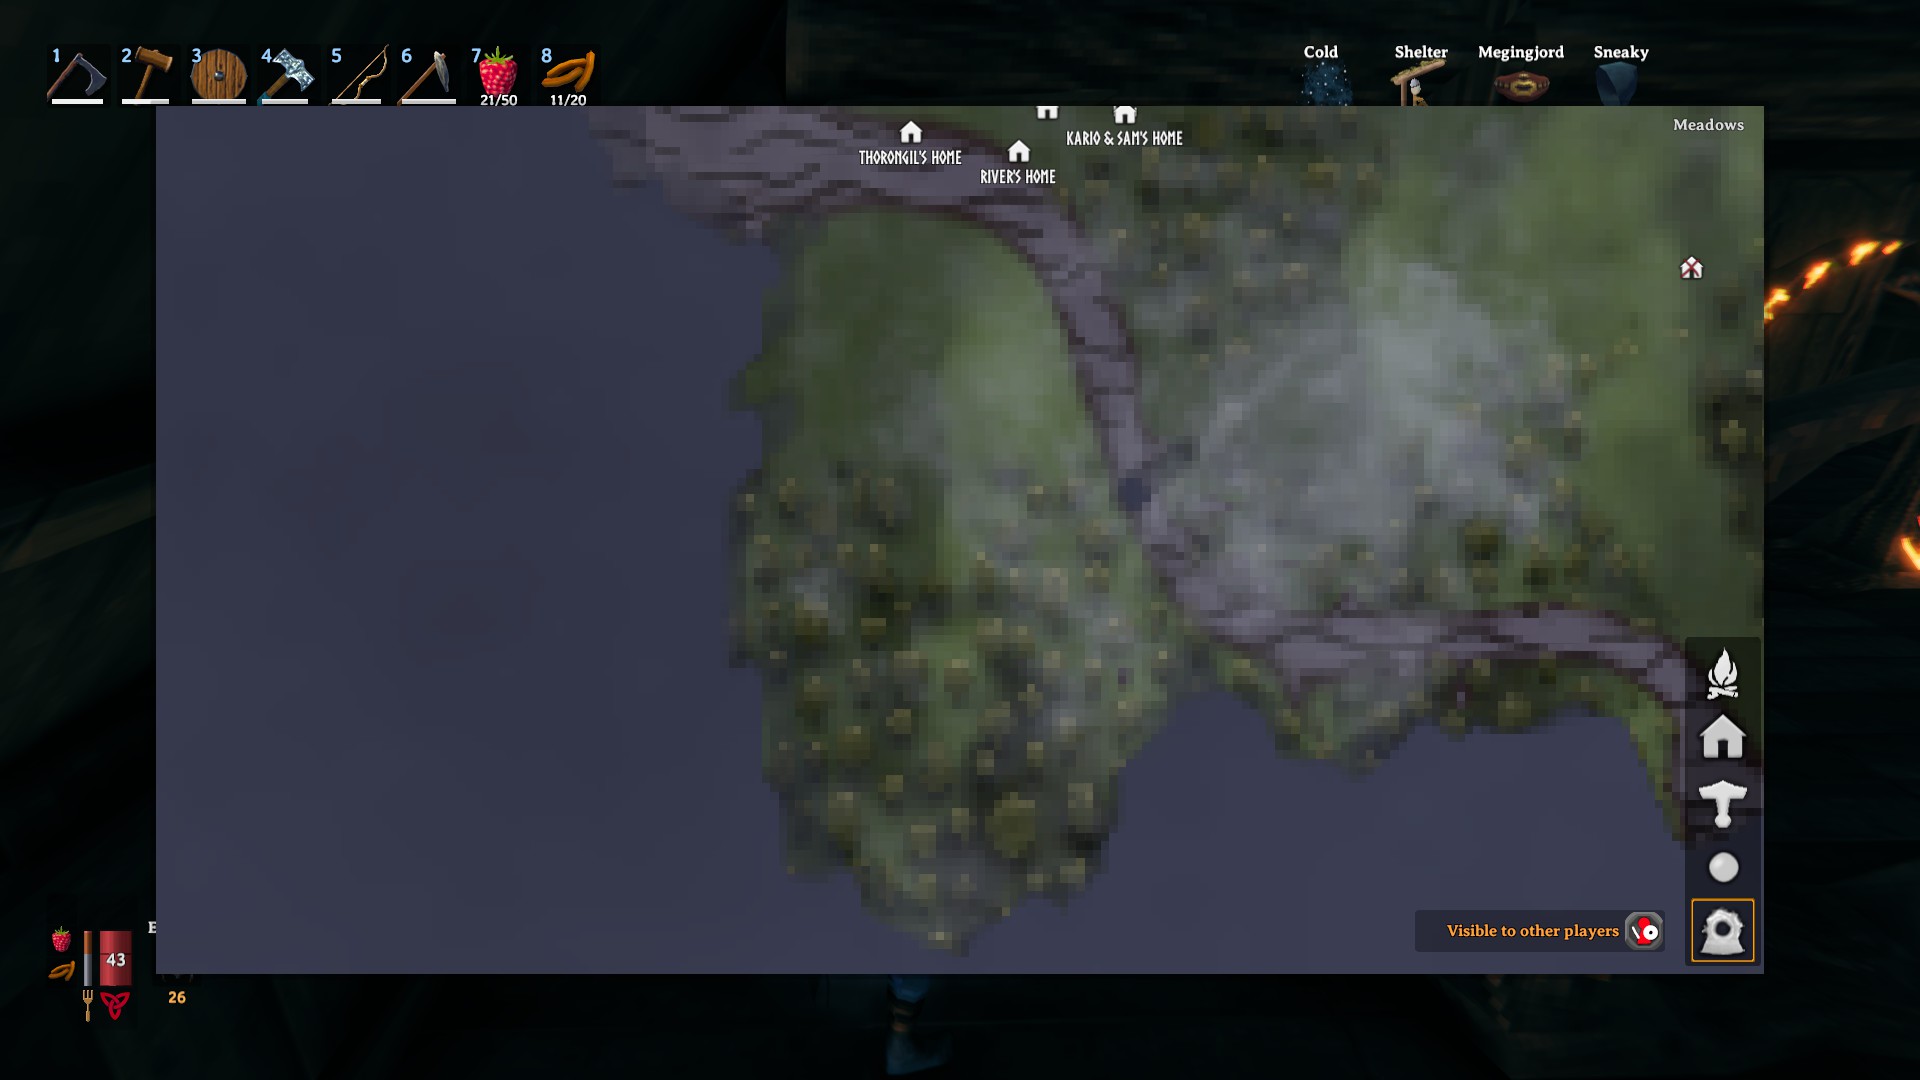 1 2 3 4 5 6 7 8
21/50 11/20
Cold Shelter Megingjord Sneaky
Meadows
THORONGIL'S HOME
RIVER'S HOME
KARIO & SAM'S HOME
Visible to other players
E
43
26